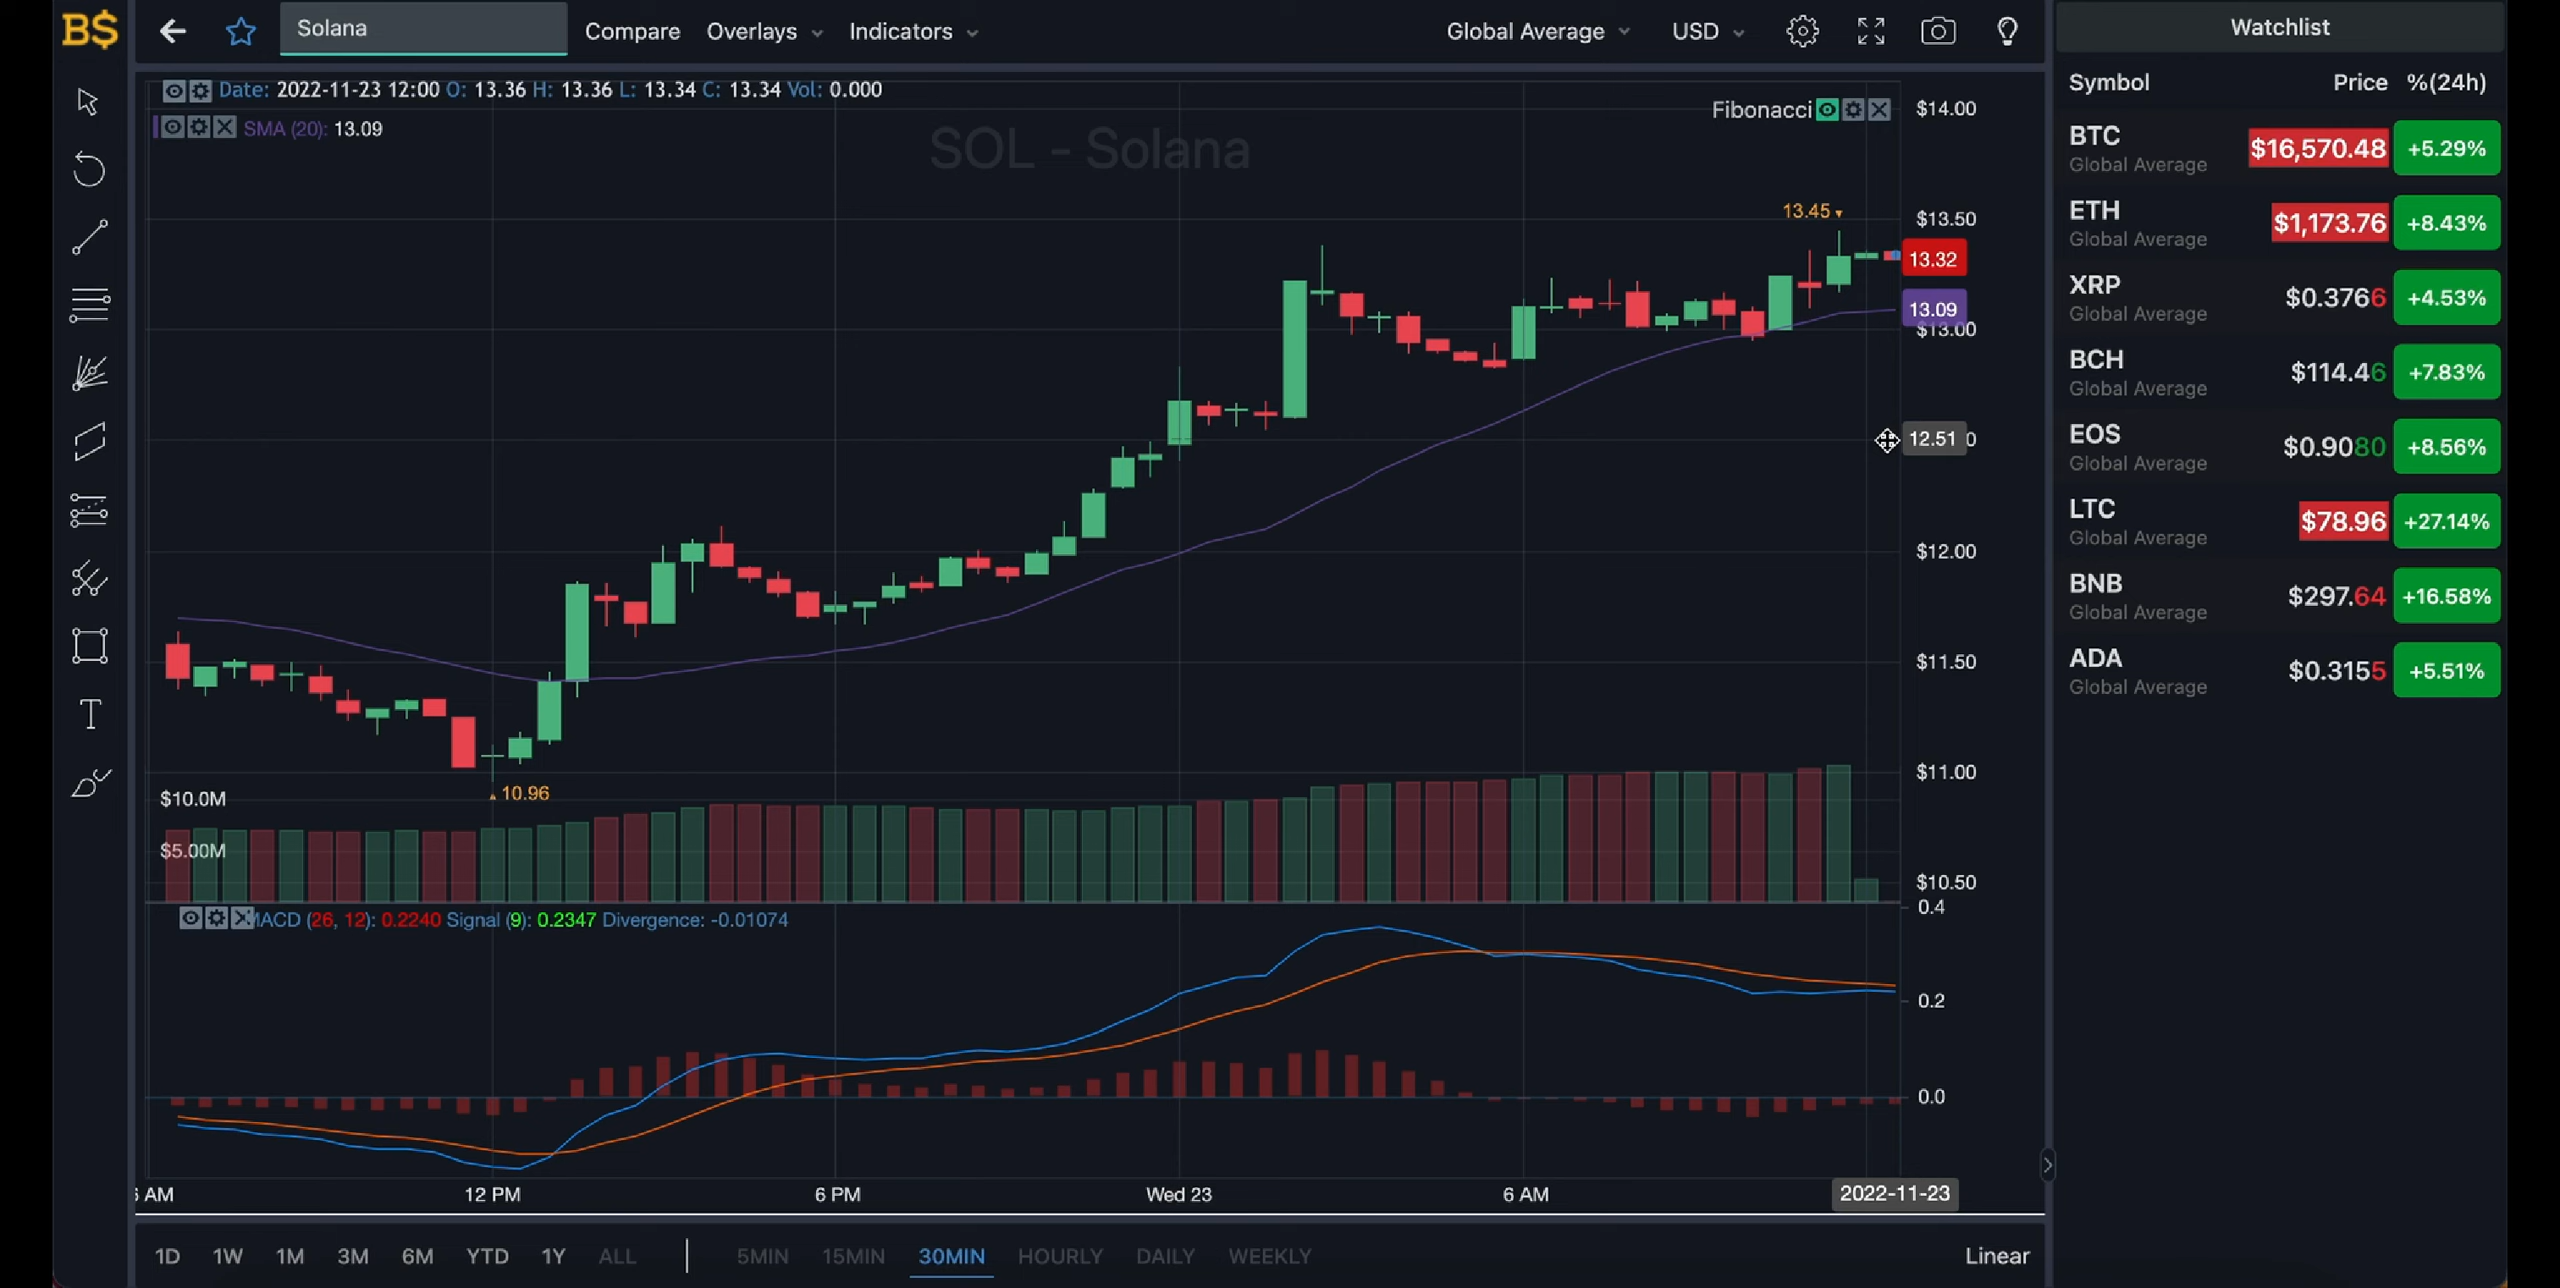 B$
Solana
Compare
Overlays
Indicators
Global Average
USD
Watchlist
Date: 2022-11-23 12:00 O: 13.36 H: 13.36 L: 13.34 C: 13.34 Vol: 0.000
SMA (20): 13.09
SOL - Solana
Fibonacci
13.45
10.96
$14.00
$13.50
13.32
13.09
$13.00
12.51
0
$12.00
$11.50
$11.00
$10.50
$10.0M
$5.00M
MACD (26, 12): 0.2240 Signal (9): 0.2347 Divergence: -0.01074
0.4
0.2
0.0
AM
12 PM
6 PM
Wed 23
6 AM
2022-11-23
1D 1W 1M 3M 6M YTD 1Y ALL
5MIN 15MIN 30MIN HOURLY DAILY WEEKLY
Linear
Symbol Price %(24h)
BTC $16,570.48 +5.29%
Global Average
ETH $1,173.76 +8.43%
Global Average
XRP $0.3766 +4.53%
Global Average
BCH $114.46 +7.83%
Global Average
EOS $0.9080 +8.56%
Global Average
LTC $78.96 +27.14%
Global Average
BNB $297.64 +16.58%
Global Average
ADA $0.3155 +5.51%
Global Average